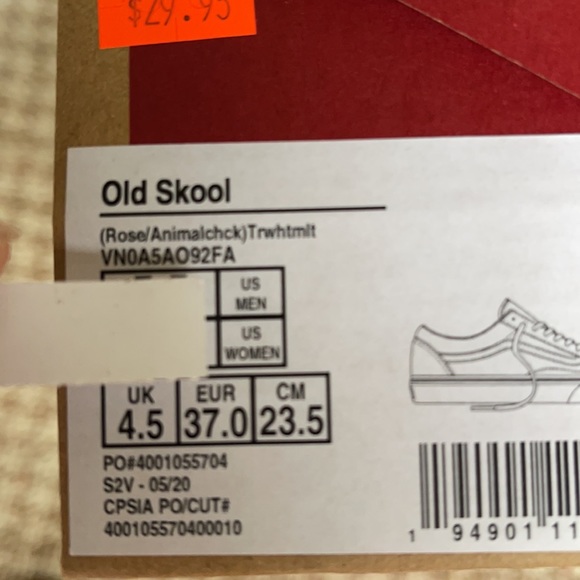 $29.95
Old Skool
(Rose/Animalchck)Trwhtmlt
VN0A5AO92FA
US
MEN
US
WOMEN
UK EUR CM
4.5 37.0 23.5
PO#4001055704
S2V - 05/20
CPSIA PO/CUT#
400105570400010
1 94901 11